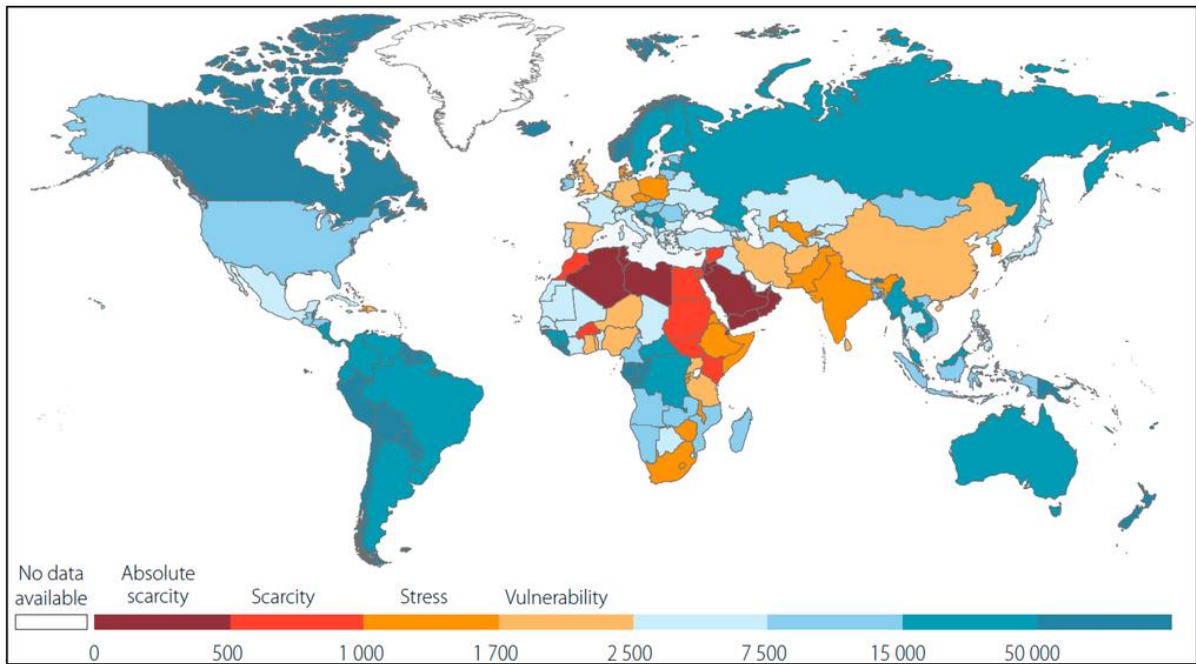 No data
available
Absolute
scarcity
Scarcity
Stress
Vulnerability
0
500
1 000
1 700
2 500
7 500
15 000
50 000